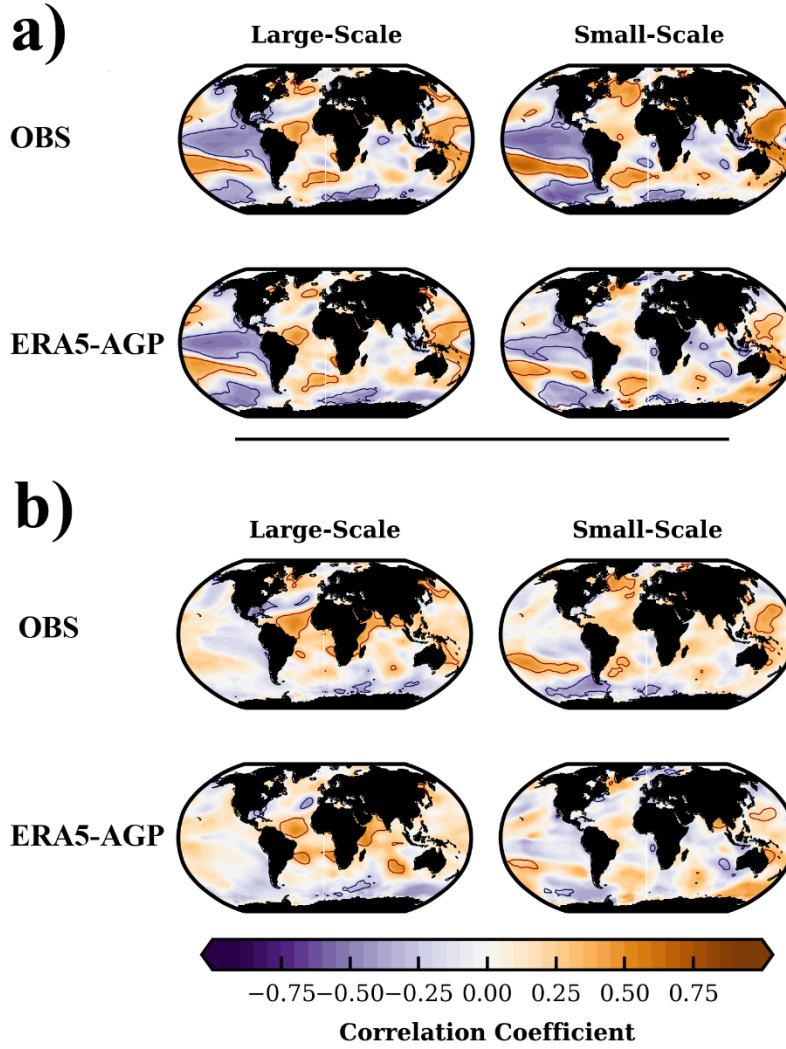 a)
Large-Scale Small-Scale
OBS
ERA5-AGP
b)
Large-Scale Small-Scale
OBS
ERA5-AGP
−0.75 −0.50 −0.25 0.00 0.25 0.50 0.75
Correlation Coefficient